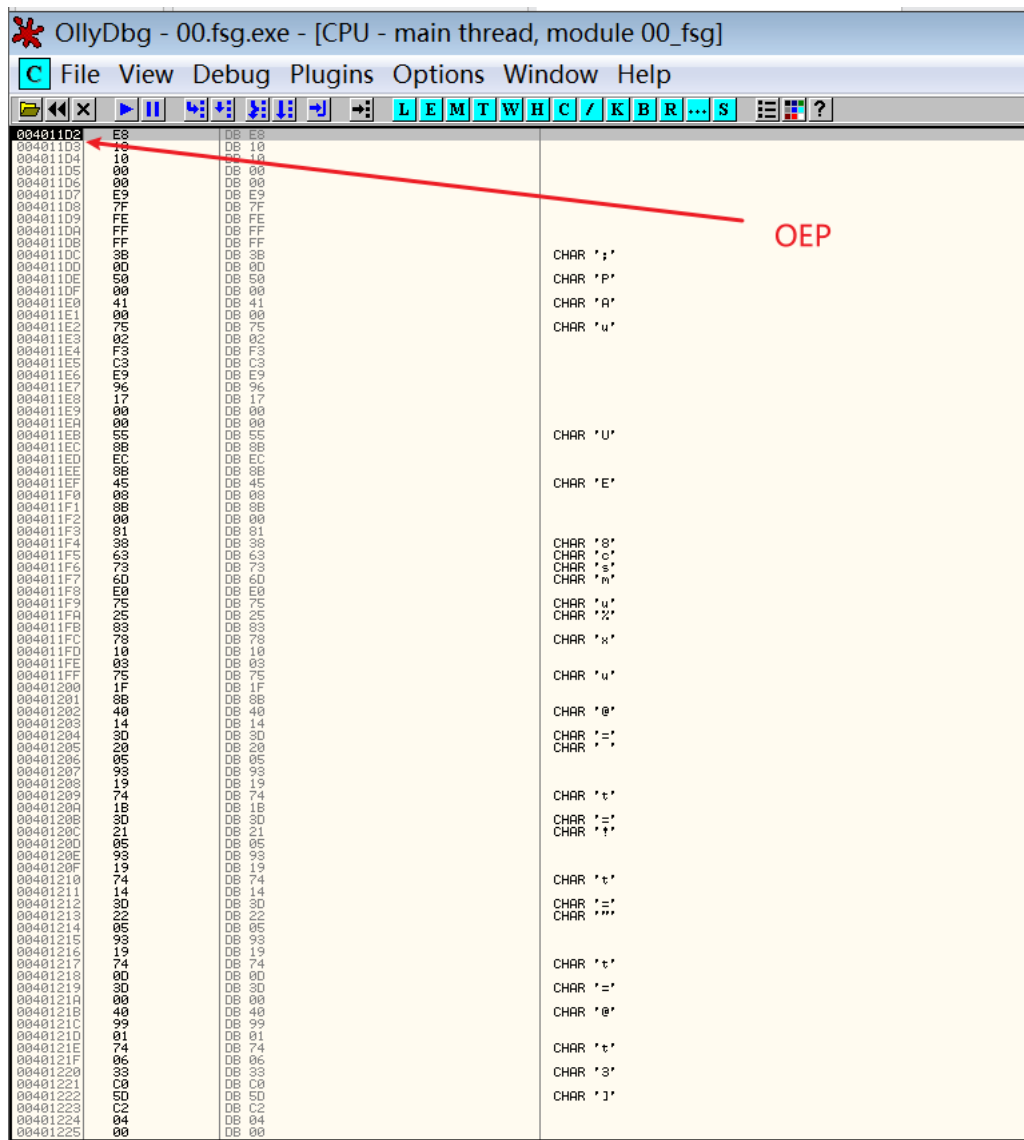 OllyDbg - 00.fsg.exe - [CPU - main thread, module 00_fsg]
C File View Debug Plugins Options Window Help
L E M T W H C / K B R ... S ?
004011D2 E8 DB E8
004011D3 10 DB 10
004011D4 10 DB 10
004011D5 00 DB 00
004011D6 00 DB 00
004011D7 E9 DB E9
004011D8 7F DB 7F
004011D9 FE DB FE
004011DA FF DB FF
OEP
004011DB FF DB FF
004011DC 3B DB 3B CHAR ';'
004011DD 0D DB 0D
004011DE 50 DB 50 CHAR 'P'
004011DF 00 DB 00
004011E0 41 DB 41 CHAR 'A'
004011E1 00 DB 00
004011E2 75 DB 75 CHAR 'u'
004011E3 02 DB 02
004011E4 F3 DB F3
004011E5 C3 DB C3
004011E6 E9 DB E9
004011E7 96 DB 96
004011E8 17 DB 17
004011E9 00 DB 00
004011EA 00 DB 00
004011EB 55 DB 55 CHAR 'U'
004011EC 8B DB 8B
004011ED EC DB EC
004011EE 8B DB 8B
004011EF 45 DB 45 CHAR 'E'
004011F0 08 DB 08
004011F1 8B DB 8B
004011F2 00 DB 00
004011F3 81 DB 81
004011F4 38 DB 38 CHAR '8'
004011F5 63 DB 63 CHAR 'c'
004011F6 73 DB 73 CHAR 's'
004011F7 6D DB 6D CHAR 'm'
004011F8 E0 DB E0
004011F9 75 DB 75 CHAR 'u'
004011FA 25 DB 25 CHAR '%'
004011FB 83 DB 83
004011FC 78 DB 78 CHAR 'x'
004011FD 10 DB 10
004011FE 03 DB 03
004011FF 75 DB 75 CHAR 'u'
00401200 1F DB 1F
00401201 8B DB 8B
00401202 40 DB 40 CHAR '@'
00401203 14 DB 14
00401204 3D DB 3D CHAR '='
00401205 20 DB 20 CHAR ' '
00401206 05 DB 05
00401207 93 DB 93
00401208 19 DB 19
00401209 74 DB 74 CHAR 't'
0040120A 1B DB 1B
0040120B 3D DB 3D CHAR '='
0040120C 21 DB 21 CHAR '!'
0040120D 05 DB 05
0040120E 93 DB 93
0040120F 19 DB 19
00401210 74 DB 74 CHAR 't'
00401211 14 DB 14
00401212 3D DB 3D CHAR '='
00401213 22 DB 22 CHAR '"'
00401214 05 DB 05
00401215 93 DB 93
00401216 19 DB 19
00401217 74 DB 74 CHAR 't'
00401218 0D DB 0D
00401219 3D DB 3D CHAR '='
0040121A 00 DB 00
0040121B 40 DB 40 CHAR '@'
0040121C 99 DB 99
0040121D 01 DB 01
0040121E 74 DB 74 CHAR 't'
0040121F 06 DB 06
00401220 33 DB 33 CHAR '3'
00401221 C0 DB C0
00401222 5D DB 5D CHAR ']'
00401223 C2 DB C2
00401224 04 DB 04
00401225 00 DB 00